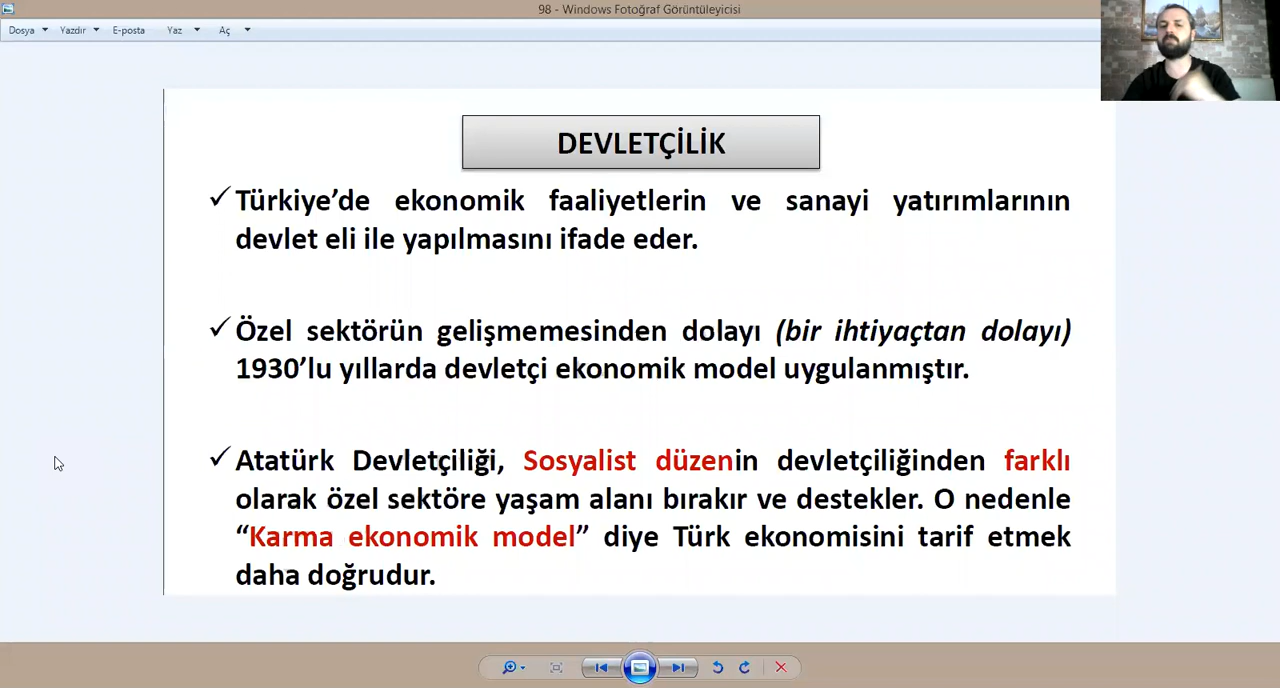 98 - Windows Fotoğraf Görüntüleyicisi
Dosya Yazdır E-posta Yaz Aç
DEVLETÇİLİK
Türkiye’de ekonomik faaliyetlerin ve sanayi yatırımlarının
devlet eli ile yapılmasını ifade eder.
Özel sektörün gelişmemesinden dolayı (bir ihtiyaçtan dolayı)
1930’lu yıllarda devletçi ekonomik model uygulanmıştır.
Atatürk Devletçiliği, Sosyalist düzenin devletçiliğinden farklı
olarak özel sektöre yaşam alanı bırakır ve destekler. O nedenle
“Karma ekonomik model” diye Türk ekonomisini tarif etmek
daha doğrudur.